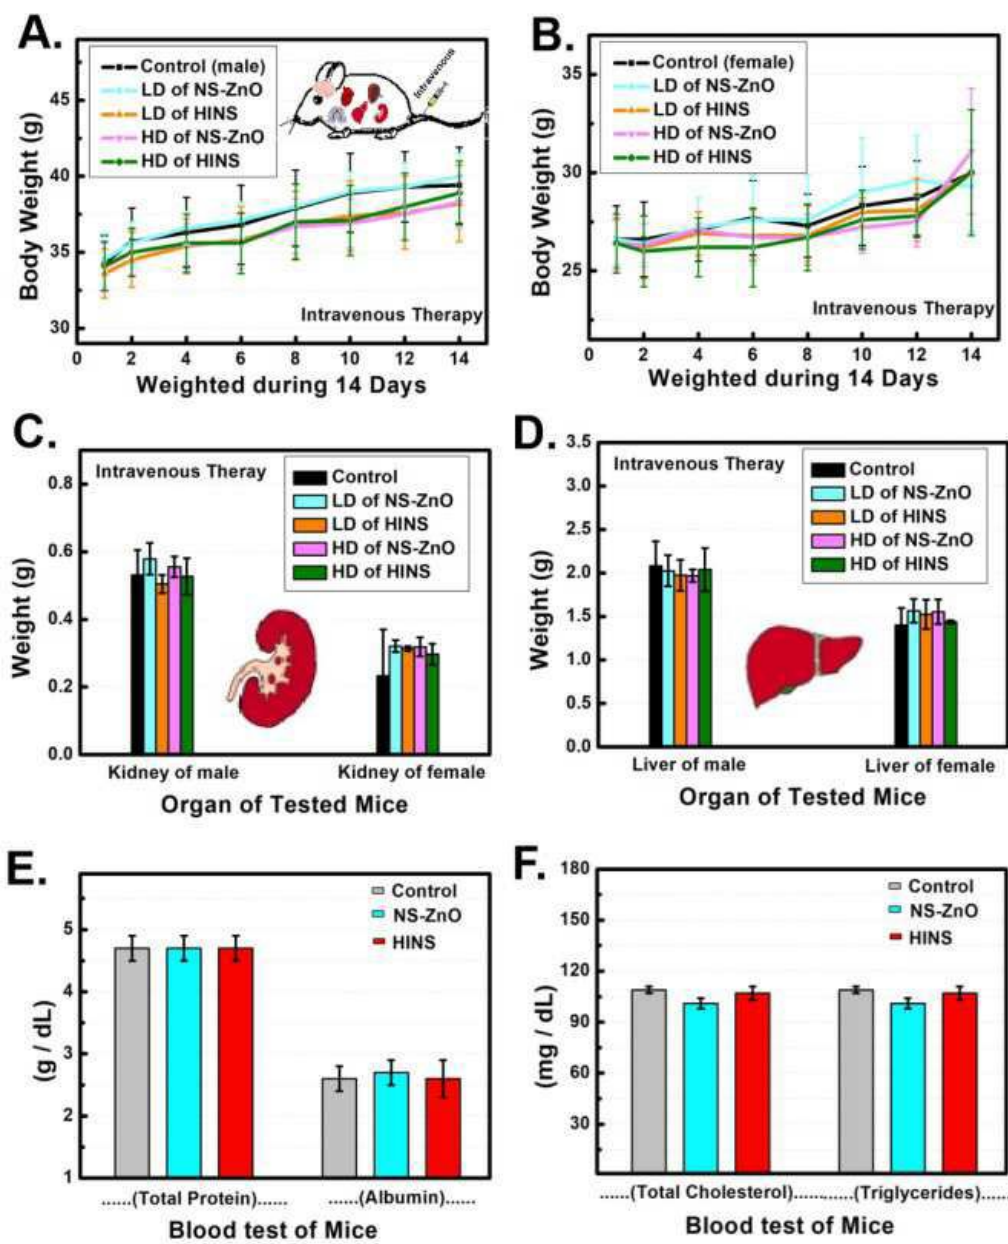 A.
Control (male)
LD of NS-ZnO
LD of HINS
HD of NS-ZnO
HD of HINS
Intravenous
Body Weight (g)
45
40
35
30
Intravenous Therapy
0 2 4 6 8 10 12 14
Weighted during 14 Days
B.
Control (female)
LD of NS-ZnO
LD of HINS
HD of NS-ZnO
HD of HINS
Body Weight (g)
35
30
25
Intravenous Therapy
0 2 4 6 8 10 12 14
Weighted during 14 Days
C.
Intravenous Theray
Control
LD of NS-ZnO
LD of HINS
HD of NS-ZnO
HD of HINS
Weight (g)
0.8
0.6
0.4
0.2
0.0
Kidney of male Kidney of female
Organ of Tested Mice
D.
Intravenous Theray
Control
LD of NS-ZnO
LD of HINS
HD of NS-ZnO
HD of HINS
Weight (g)
3.5
3.0
2.5
2.0
1.5
1.0
0.5
0.0
Liver of male Liver of female
Organ of Tested Mice
E.
Control
NS-ZnO
HINS
(g / dL)
5
4
3
2
1
......(Total Protein)...... ......(Albumin)......
Blood test of Mice
F.
Control
NS-ZnO
HINS
(mg / dL)
180
150
120
90
60
30
......(Total Cholesterol)............(Triglycerides)......
Blood test of Mice